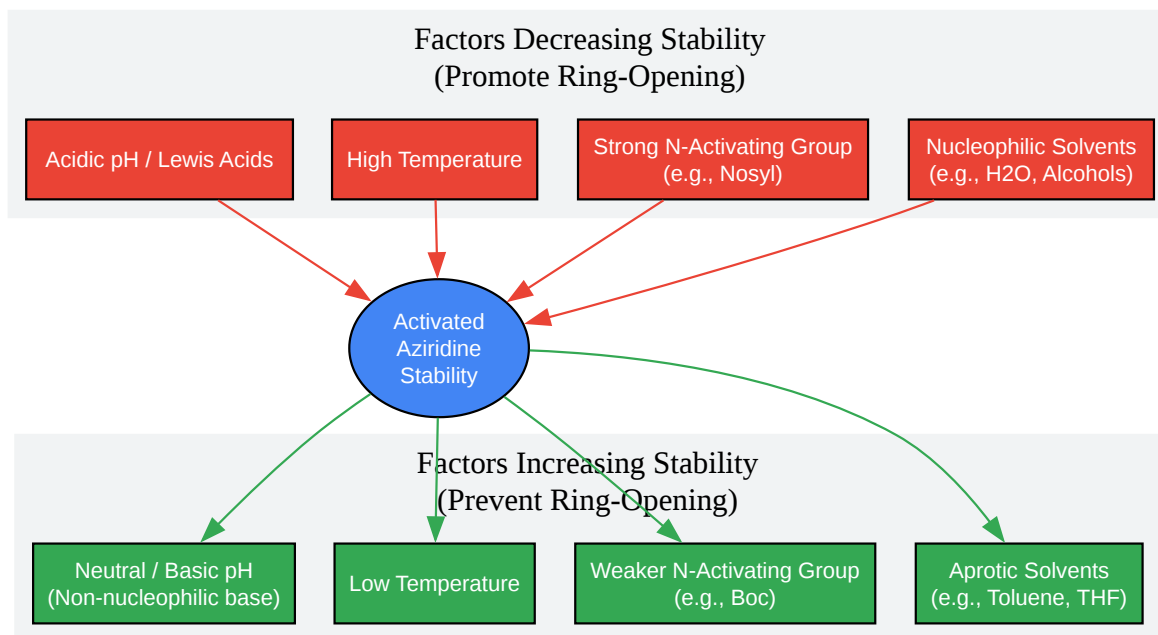 Factors Decreasing Stability
(Promote Ring-Opening)
Acidic pH / Lewis Acids
High Temperature
Strong N-Activating Group
(e.g., Nosyl)
Nucleophilic Solvents
(e.g., H2O, Alcohols)
Activated
Aziridine
Stability
Factors Increasing Stability
(Prevent Ring-Opening)
Neutral / Basic pH
(Non-nucleophilic base)
Low Temperature
Weaker N-Activating Group
(e.g., Boc)
Aprotic Solvents
(e.g., Toluene, THF)